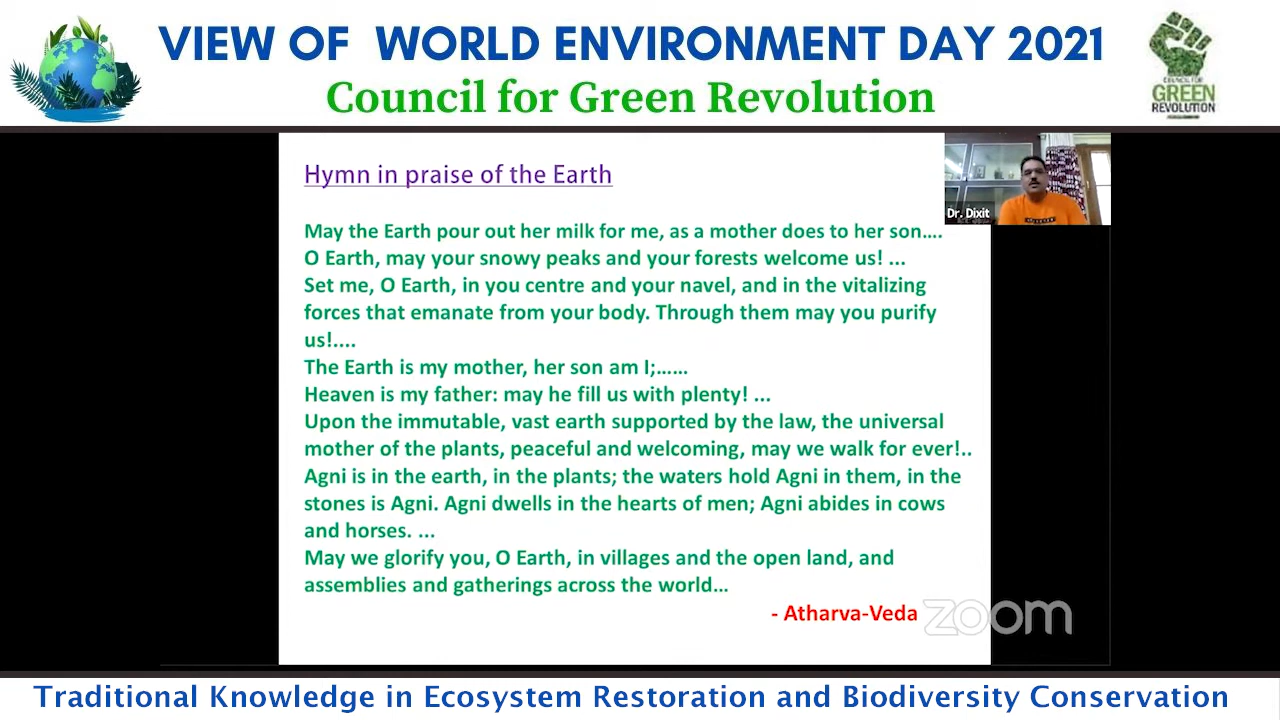 VIEW OF WORLD ENVIRONMENT DAY 2021
Council for Green Revolution
COUNCIL FOR
GREEN
REVOLUTION
Hymn in praise of the Earth
Dr. Dixit
May the Earth pour out her milk for me, as a mother does to her son....
O Earth, may your snowy peaks and your forests welcome us! ...
Set me, O Earth, in you centre and your navel, and in the vitalizing
forces that emanate from your body. Through them may you purify
us!....
The Earth is my mother, her son am I;......
Heaven is my father: may he fill us with plenty! ...
Upon the immutable, vast earth supported by the law, the universal
mother of the plants, peaceful and welcoming, may we walk for ever!..
Agni is in the earth, in the plants; the waters hold Agni in them, in the
stones is Agni. Agni dwells in the hearts of men; Agni abides in cows
and horses. ...
May we glorify you, O Earth, in villages and the open land, and
assemblies and gatherings across the world...
- Atharva-Veda
zoom
Traditional Knowledge in Ecosystem Restoration and Biodiversity Conservation